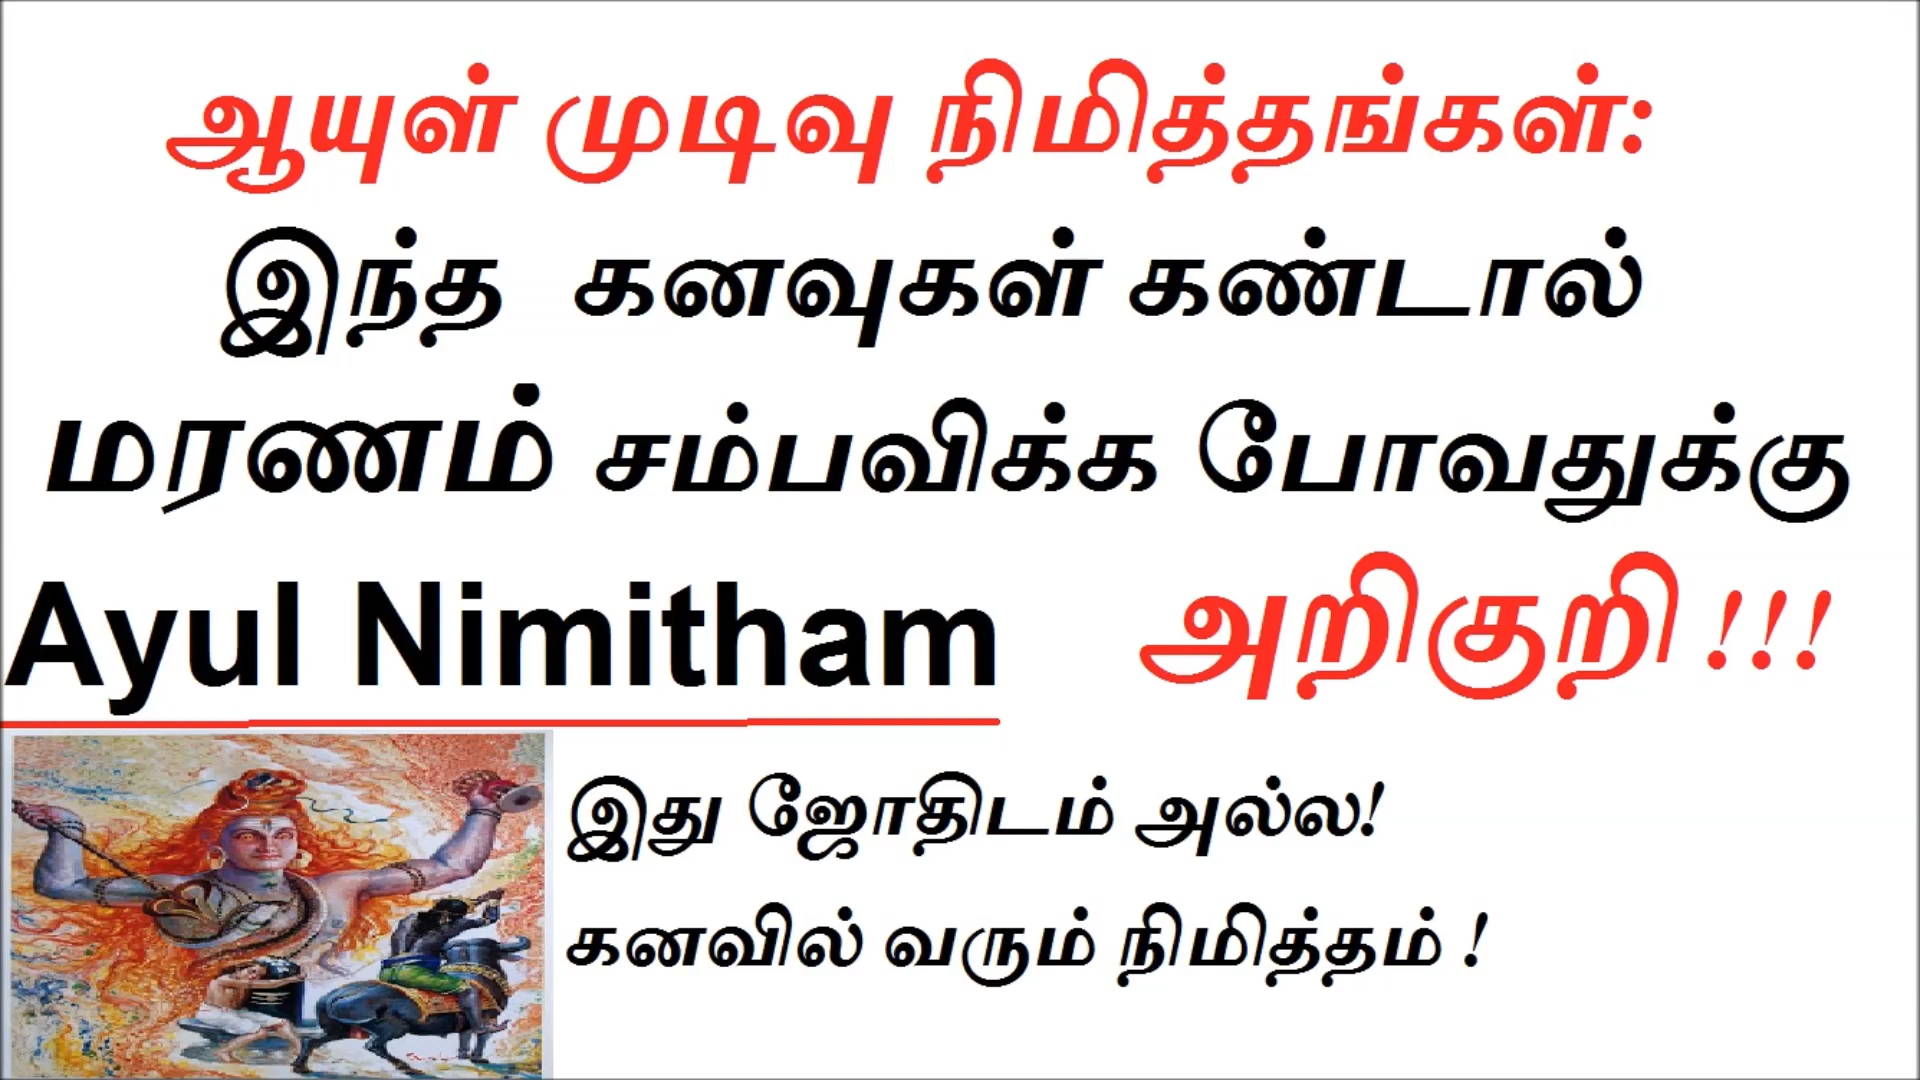 ஆயுள் முடிவு நிமித்தங்கள்:
இந்த கனவுகள் கண்டால்
மரணம் சம்பவிக்க போவதுக்கு
Ayul Nimitham அறிகுறி !!!
இது ஜோதிடம் அல்ல!
கனவில் வரும் நிமித்தம் !